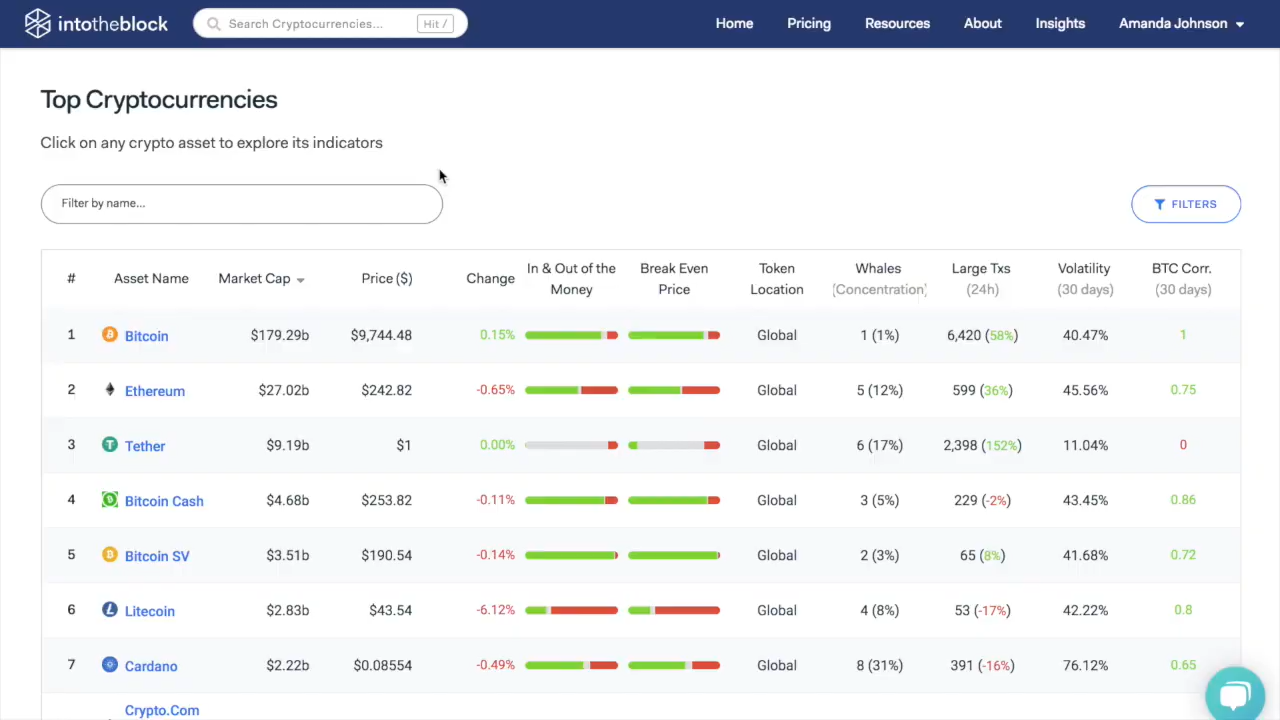 intotheblock
Search Cryptocurrencies...
Hit /
Home
Pricing
Resources
About
Insights
Amanda Johnson
Top Cryptocurrencies
Click on any crypto asset to explore its indicators
Filter by name...
FILTERS
# Asset Name Market Cap Price ($) Change In & Out of the Money Break Even Price Token Location Whales (Concentration) Large Txs (24h) Volatility (30 days) BTC Corr. (30 days)
1 Bitcoin $179.29b $9,744.48 0.15% Global 1 (1%) 6,420 (58%) 40.47% 1
2 Ethereum $27.02b $242.82 -0.65% Global 5 (12%) 599 (36%) 45.56% 0.75
3 Tether $9.19b $1 0.00% Global 6 (17%) 2,398 (152%) 11.04% 0
4 Bitcoin Cash $4.68b $253.82 -0.11% Global 3 (5%) 229 (-2%) 43.45% 0.86
5 Bitcoin SV $3.51b $190.54 -0.14% Global 2 (3%) 65 (8%) 41.68% 0.72
6 Litecoin $2.83b $43.54 -6.12% Global 4 (8%) 53 (-17%) 42.22% 0.8
7 Cardano $2.22b $0.08554 -0.49% Global 8 (31%) 391 (-16%) 76.12% 0.65
Crypto.Com